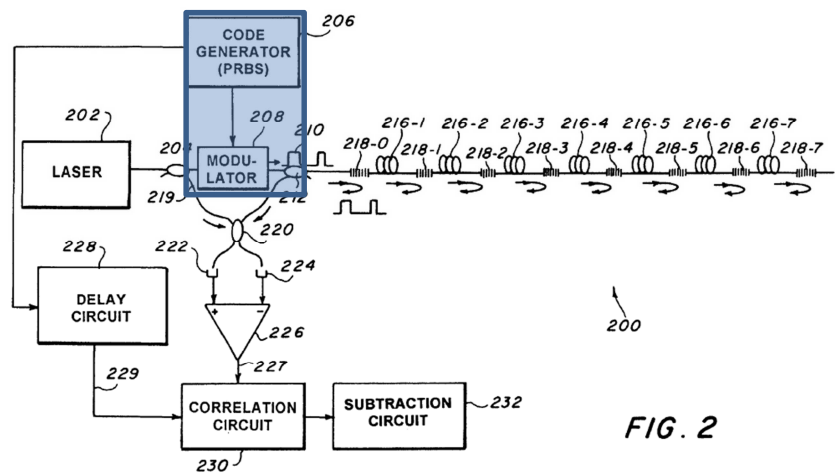 206
CODE
GENERATOR
(PRBS)
202
208
210
216-1
216-2
216-3
216-4
216-5
216-6
216-7
218-0
218-1
218-2
218-3
218-4
218-5
218-6
218-7
LASER
MODU-
LATOR
219
212
220
222
224
228
DELAY
CIRCUIT
+
−
226
200
227
229
CORRELATION
CIRCUIT
SUBTRACTION
CIRCUIT
232
230
FIG. 2